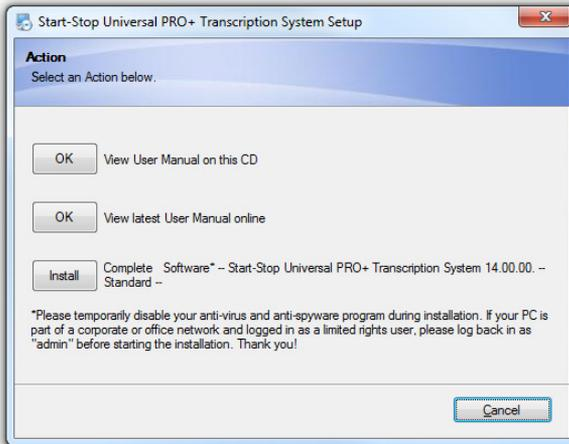 Start-Stop Universal PRO+ Transcription System Setup
Action
Select an Action below.
OK View User Manual on this CD
OK View latest User Manual online
Install Complete Software* -- Start-Stop Universal PRO+ Transcription System 14.00.00. --
Standard --
*Please temporarily disable your anti-virus and anti-spyware program during installation. If your PC is
part of a corporate or office network and logged in as a limited rights user, please log back in as
"admin" before starting the installation. Thank you!
Cancel